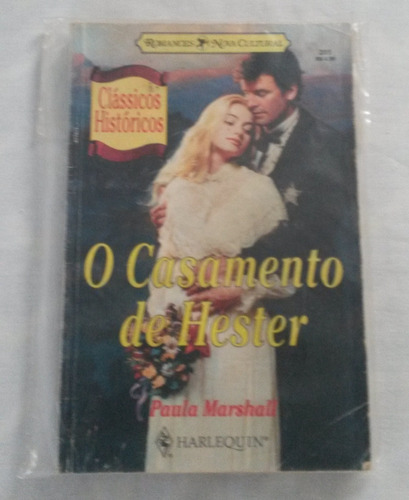 ROMANCES NOVA CULTURAL
Clássicos
Históricos
O Casamento
de Hester
Paula Marshall
HARLEQUIN®